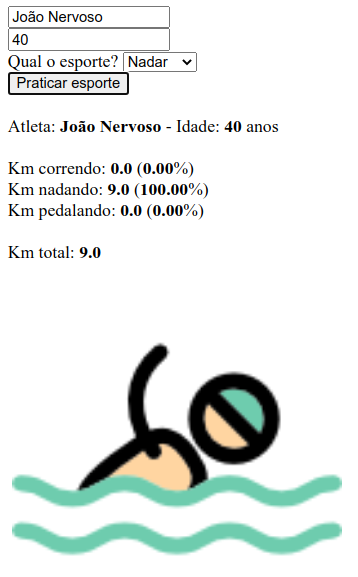 João Nervoso
40
Qual o esporte? Nadar
Praticar esporte
Atleta: João Nervoso - Idade: 40 anos
Km correndo: 0.0 (0.00%)
Km nadando: 9.0 (100.00%)
Km pedalando: 0.0 (0.00%)
Km total: 9.0